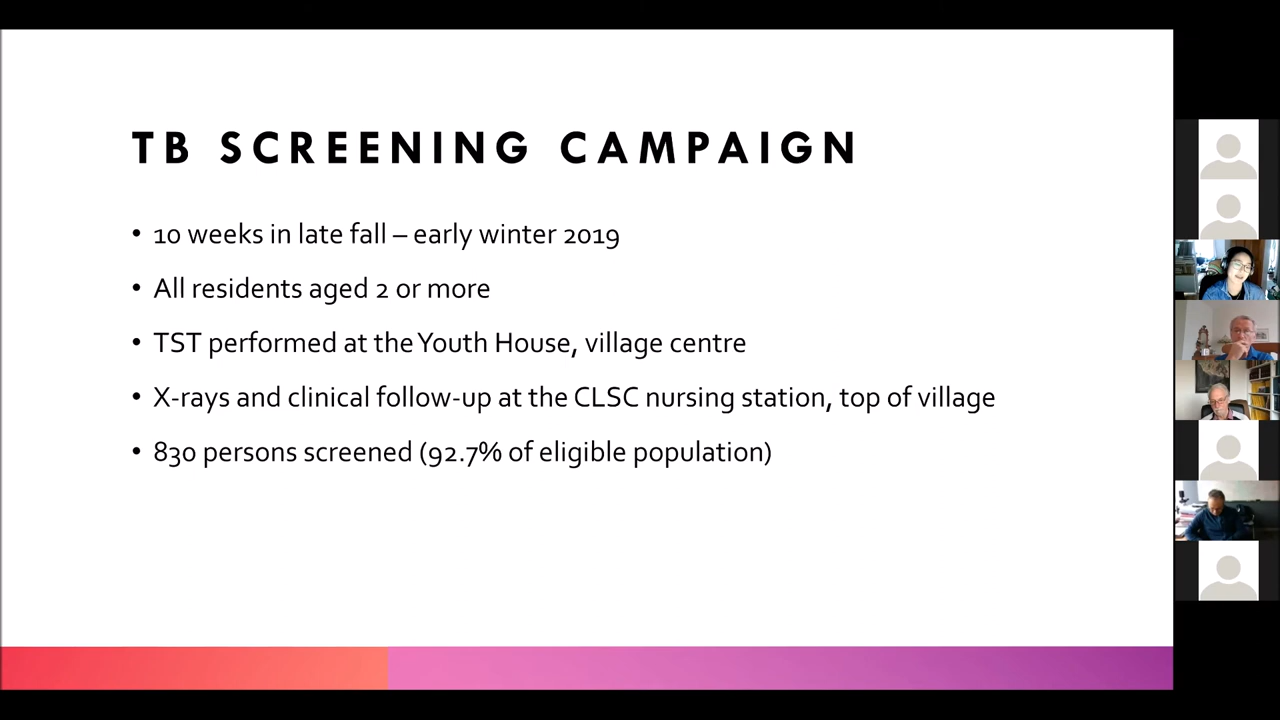 TB SCREENING CAMPAIGN
• 10 weeks in late fall – early winter 2019
• All residents aged 2 or more
• TST performed at the Youth House, village centre
• X-rays and clinical follow-up at the CLSC nursing station, top of village
• 830 persons screened (92.7% of eligible population)